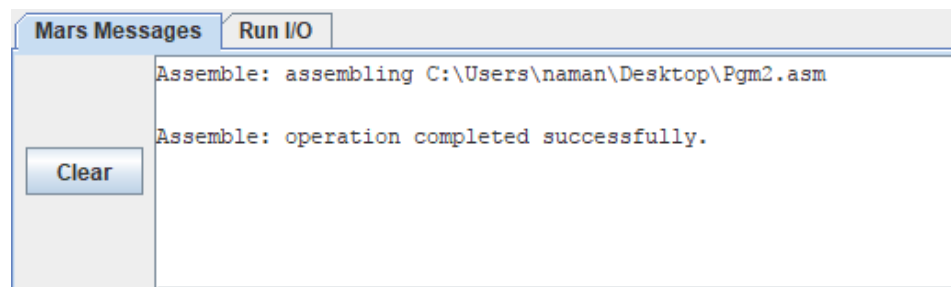 Mars Messages Run I/O
Assemble: assembling C:\Users\naman\Desktop\Pgm2.asm
Assemble: operation completed successfully.
Clear